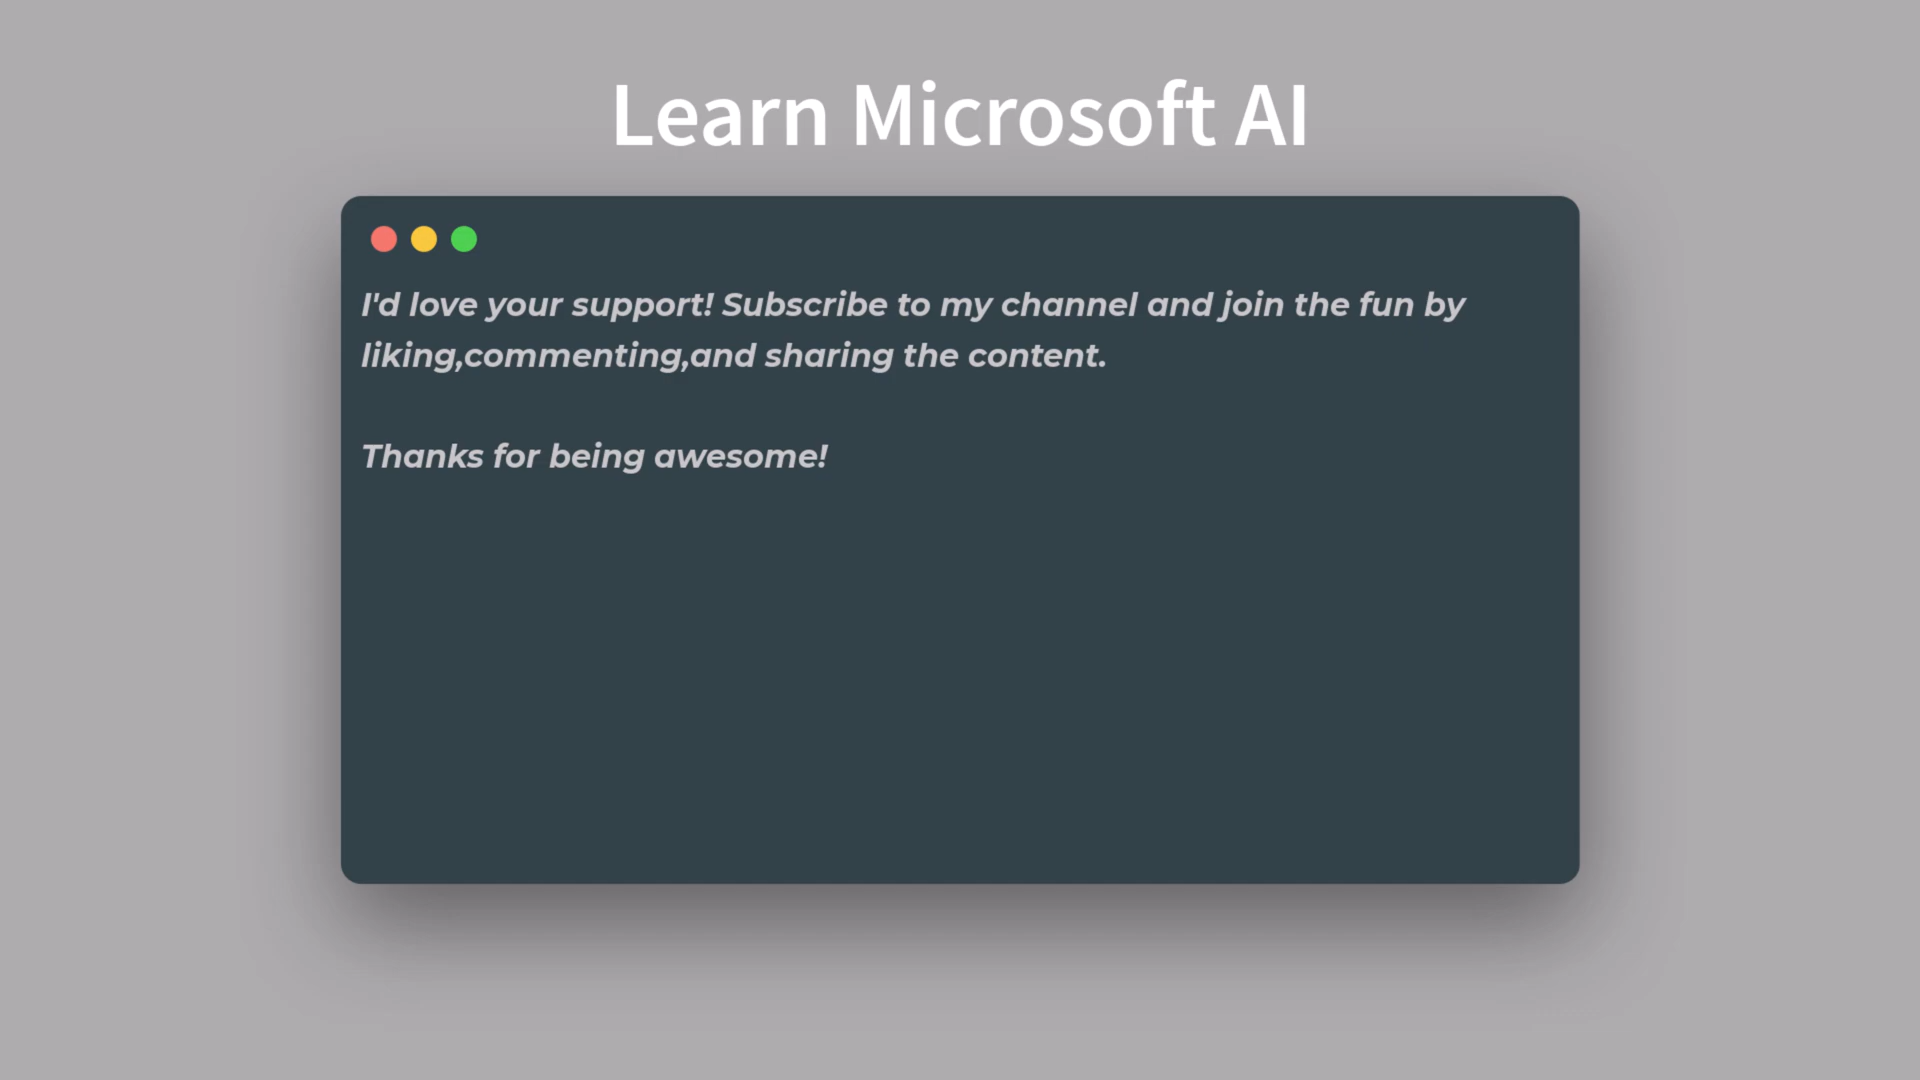 Learn Microsoft AI
I'd love your support! Subscribe to my channel and join the fun by
liking,commenting,and sharing the content.
Thanks for being awesome!